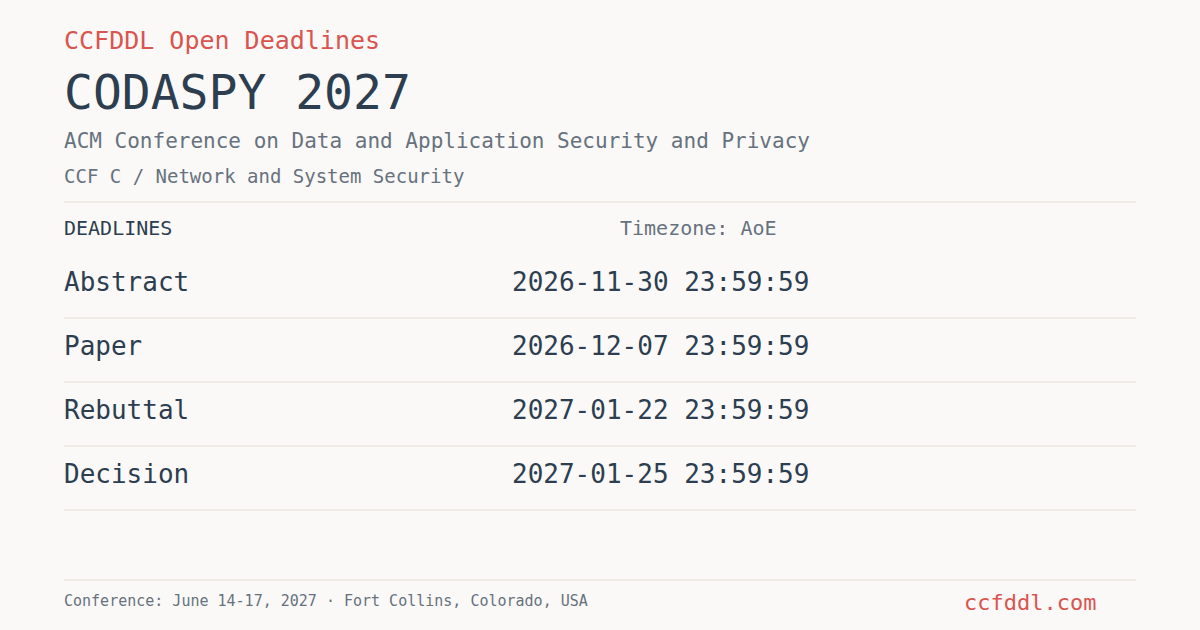 CCFDDL Open Deadlines
CODASPY 2027
ACM Conference on Data and Application Security and Privacy
CCF C / Network and System Security
DEADLINES Timezone: AoE
Abstract 2026-11-30 23:59:59
Paper 2026-12-07 23:59:59
Rebuttal 2027-01-22 23:59:59
Decision 2027-01-25 23:59:59
Conference: June 14-17, 2027 · Fort Collins, Colorado, USA ccfddl.com